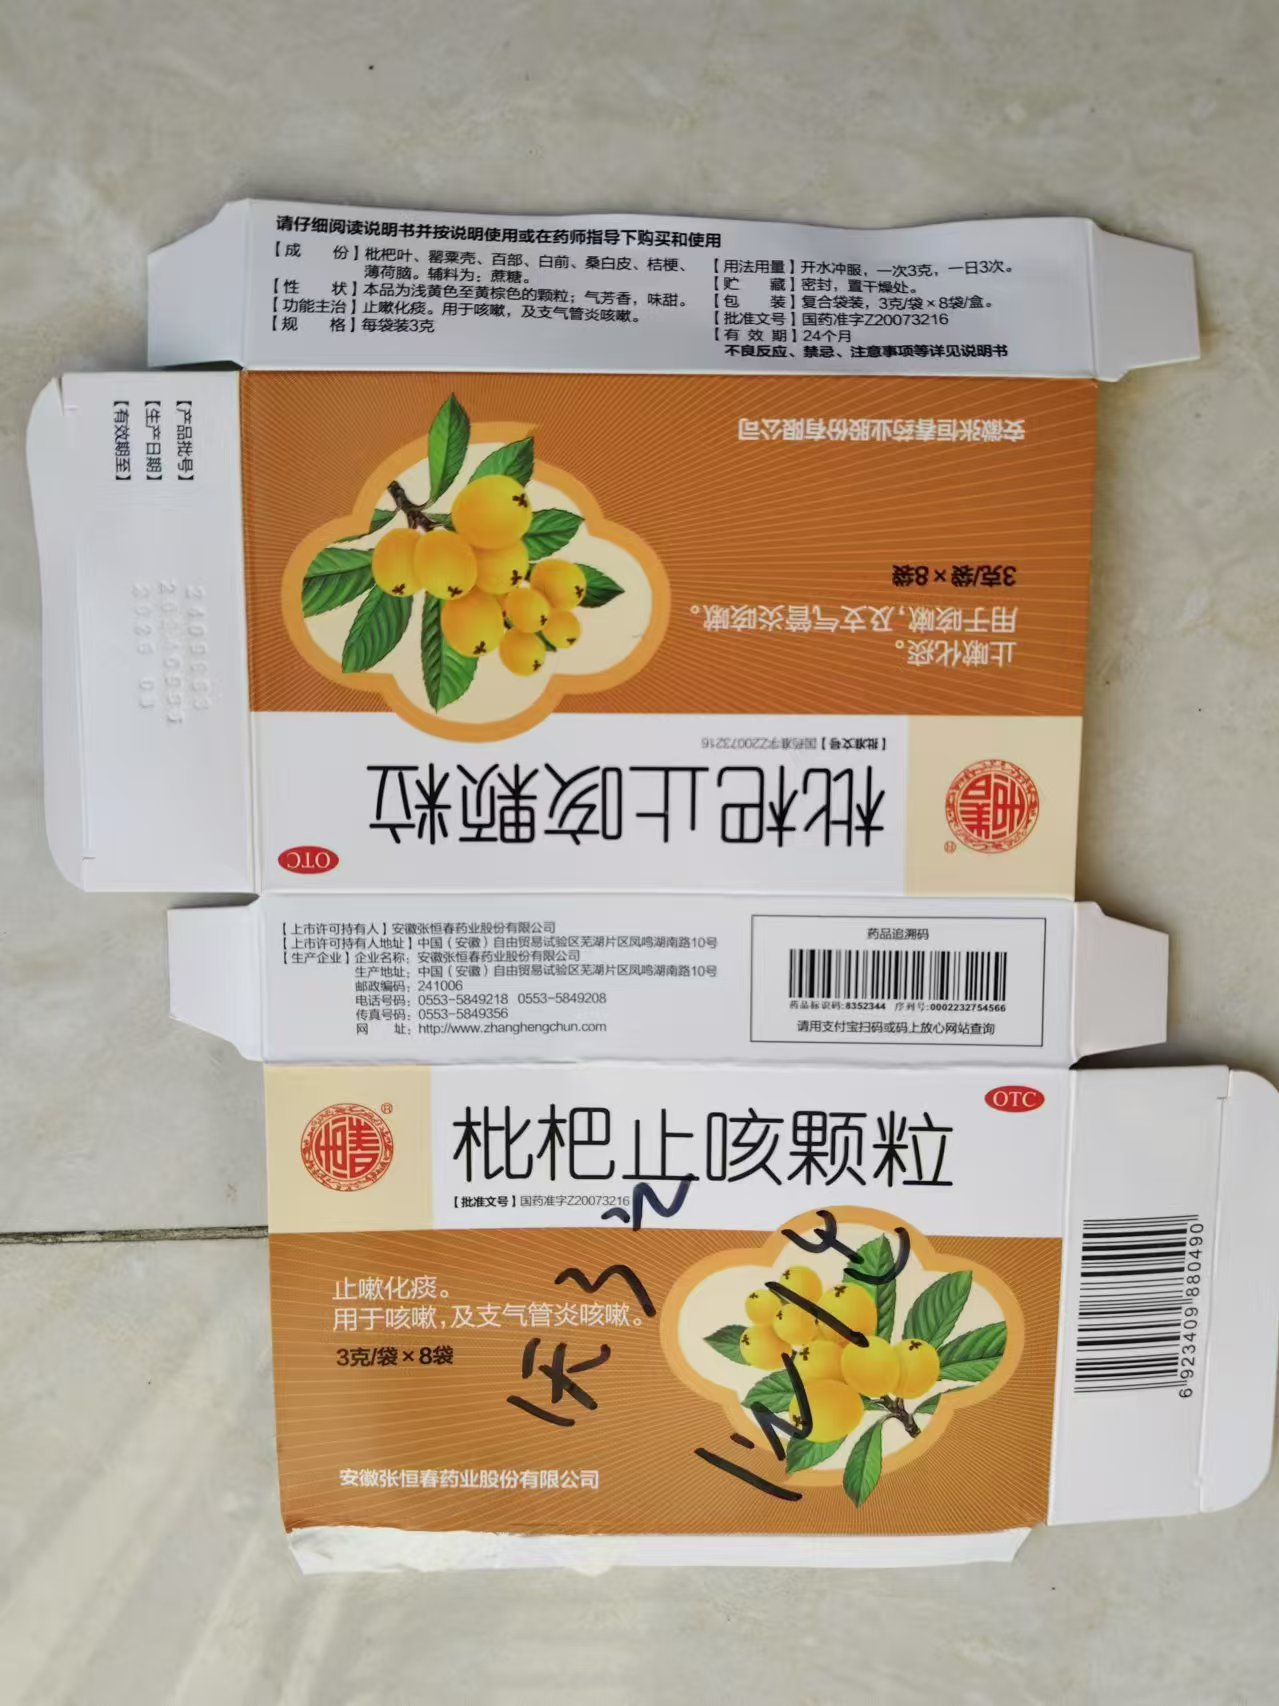 请仔细阅读说明书并按说明使用或在药师指导下购买和使用
【成 份】枇杷叶、罂粟壳、百部、白前、桑白皮、桔梗、
薄荷脑。辅料为：蔗糖。
【性 状】本品为浅黄色至黄棕色的颗粒；气芳香，味甜。
【功能主治】止嗽化痰。用于咳嗽，及支气管炎咳嗽。
【规 格】每袋装3克
【用法用量】开水冲服，一次3克，一日3次。
【贮 藏】密封，置干燥处。
【包 装】复合袋装，3克/袋×8袋/盒。
【批准文号】国药准字Z20073216
【有 效 期】24个月
不良反应、禁忌、注意事项等详见说明书
【产品批号】
【生产日期】
【有效期至】
枇杷止咳颗粒
OTC
【批准文号】国药准字Z20073216
止嗽化痰。
用于咳嗽，及支气管炎咳嗽。
3克/袋×8袋
安徽张恒春药业股份有限公司
【上市许可持有人】安徽张恒春药业股份有限公司
【上市许可持有人地址】中国（安徽）自由贸易试验区芜湖片区凤鸣湖南路10号
【生产企业】企业名称：安徽张恒春药业股份有限公司
生产地址：中国（安徽）自由贸易试验区芜湖片区凤鸣湖南路10号
邮政编码：241006
电话号码：0553-5849218 0553-5849208
传真号码：0553-5849356
网 址：http://www.zhanghengchun.com
药品追溯码
药品标识码:8352344 序列号:0002232754566
请用支付宝扫码或码上放心网站查询
恒春
®
枇杷止咳颗粒
OTC
【批准文号】国药准字Z20073216
止嗽化痰。
用于咳嗽，及支气管炎咳嗽。
3克/袋×8袋
安徽张恒春药业股份有限公司
1天3次
6 923409 880490